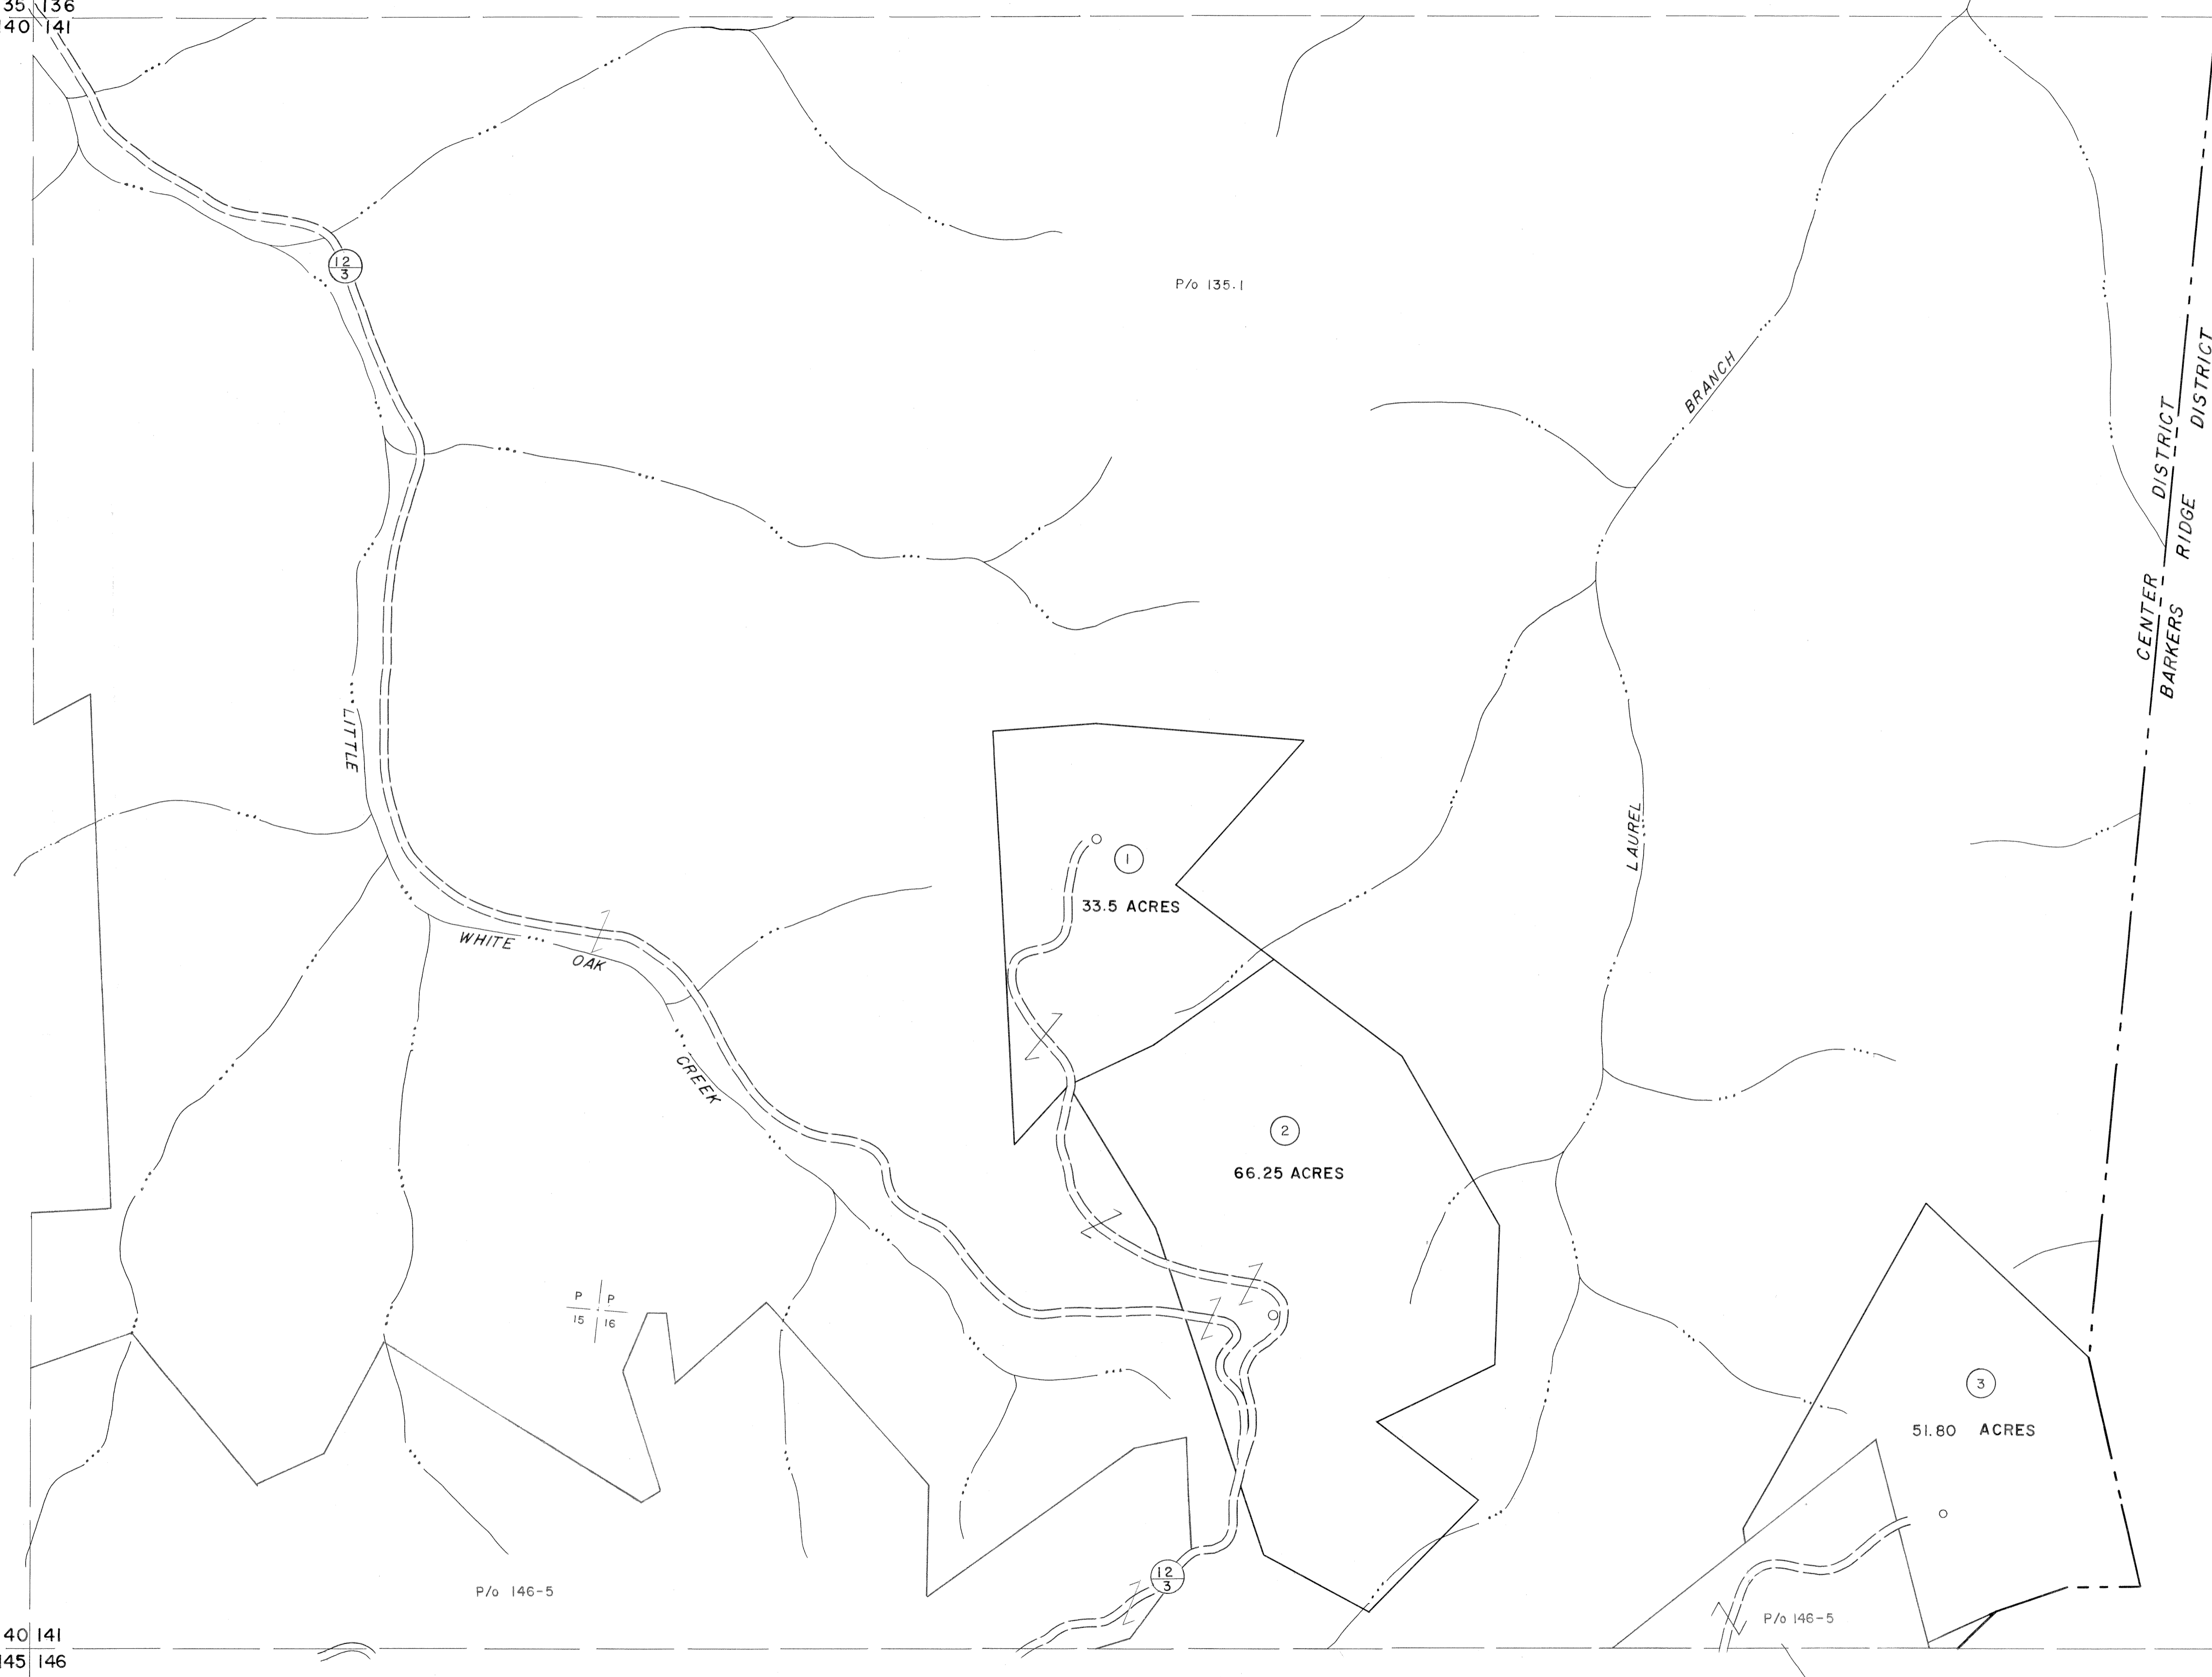 35 136
40 141
12
3
P/o 135.1
BRANCH
CENTER DISTRICT
BARKERS RIDGE DISTRICT
LITTLE
WHITE
OAK
CREEK
LAUREL
1
33.5 ACRES
2
66.25 ACRES
P P
15 16
3
51.80 ACRES
12
3
P/o 146-5
P/o 146-5
40 141
145 146